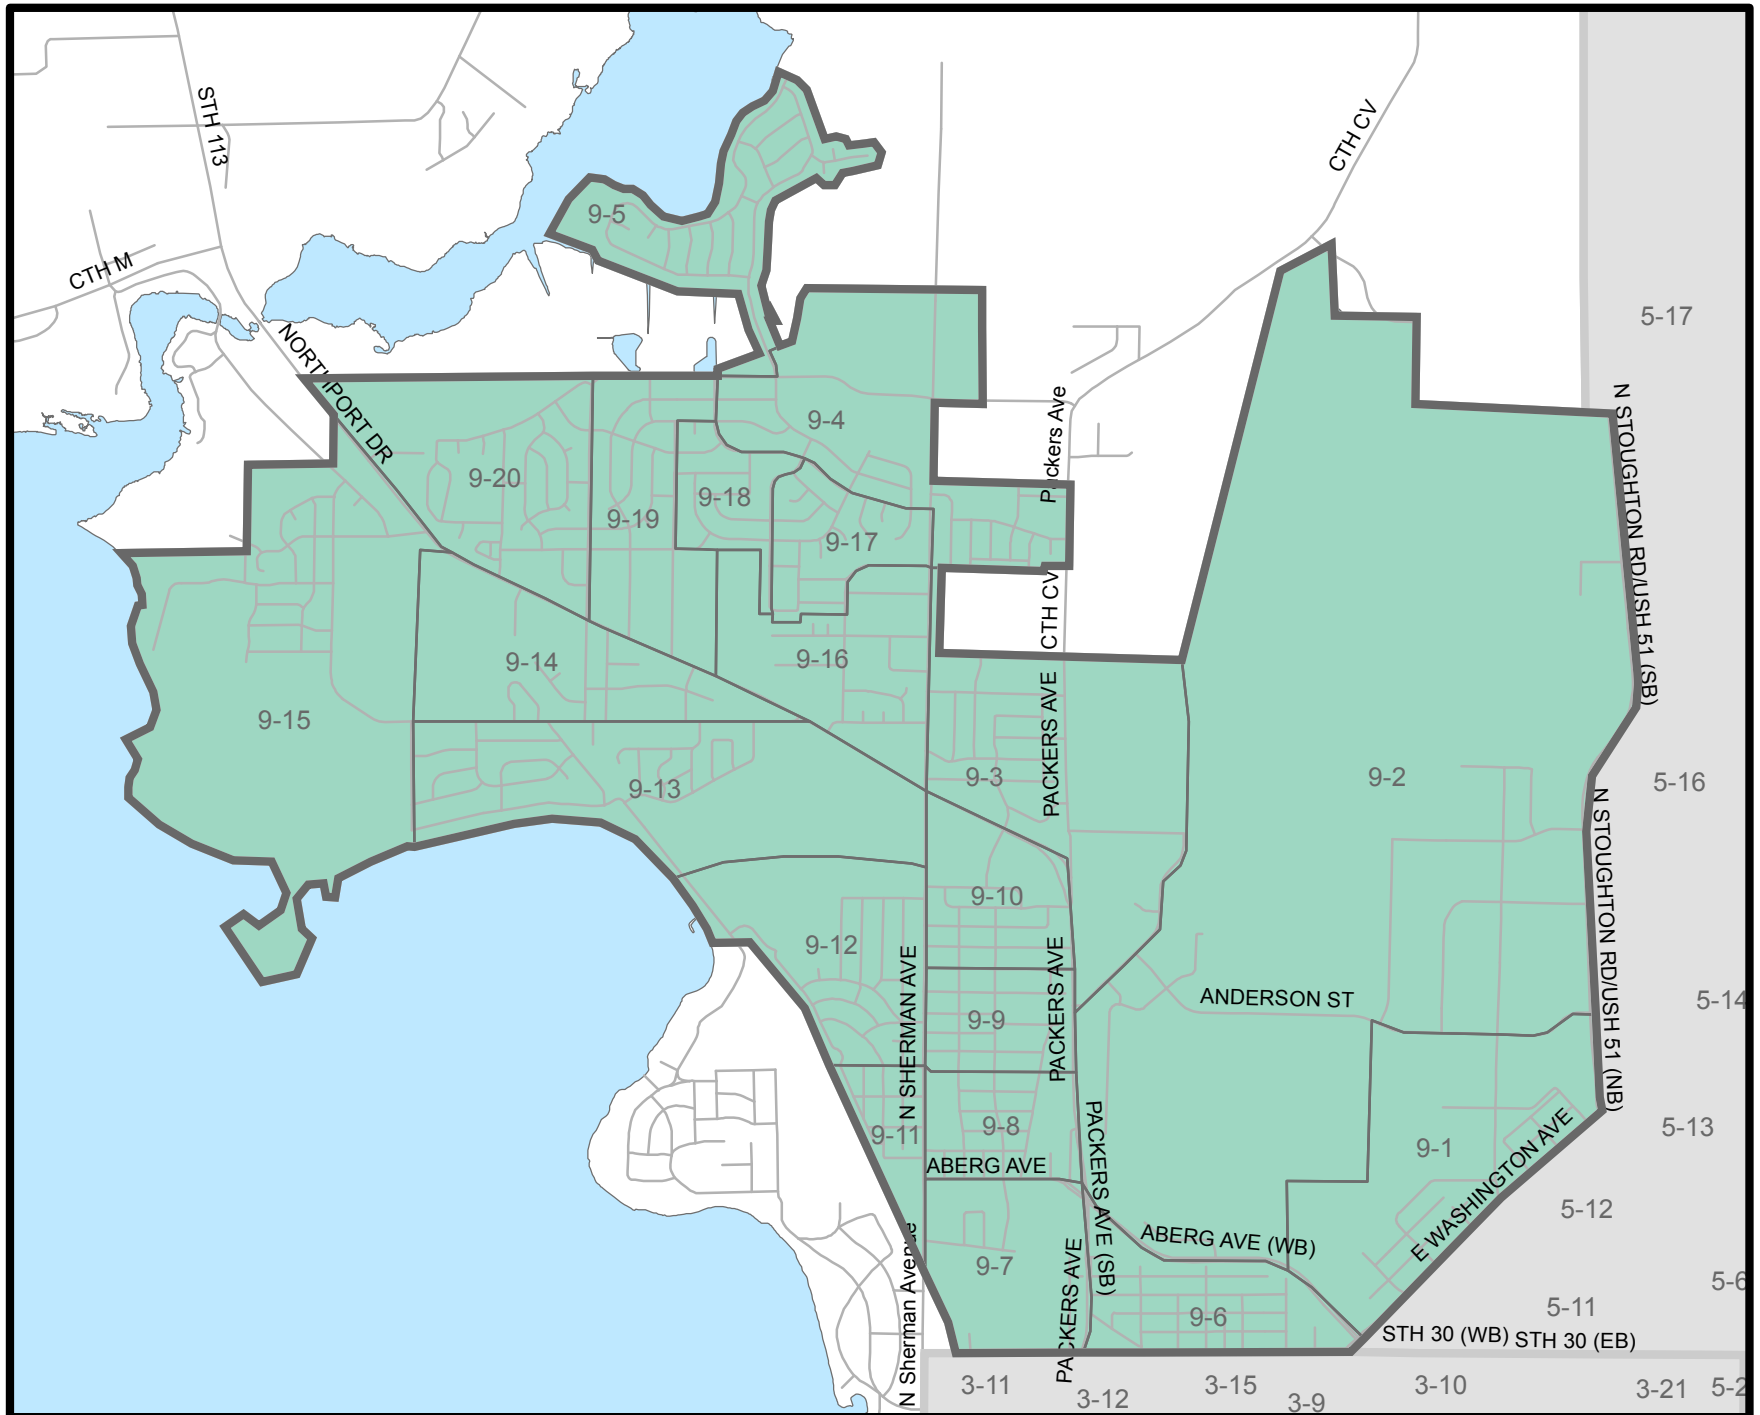 STH 113
CTH CV
9-5
CTH M
5-17
NORTHPORT DR
Packers Ave
N STOUGHTON RD/USH 51 (SB)
9-4
9-20
9-18
9-19
9-17
CTH CV
9-14
9-16
PACKERS AVE
9-15
9-3
9-2
5-16
9-13
N STOUGHTON RD/USH 51 (NB)
9-10
9-12
N SHERMAN AVE
PACKERS AVE
ANDERSON ST
5-14
9-9
PACKERS AVE (SB)
9-11
9-8
9-1
5-13
E WASHINGTON AVE
ABERG AVE
5-12
N Sherman Avenue
ABERG AVE (WB)
PACKERS AVE
9-7
5-6
9-6
5-11
STH 30 (WB)
STH 30 (EB)
3-11
3-12
3-15
3-9
3-10
3-21
5-2